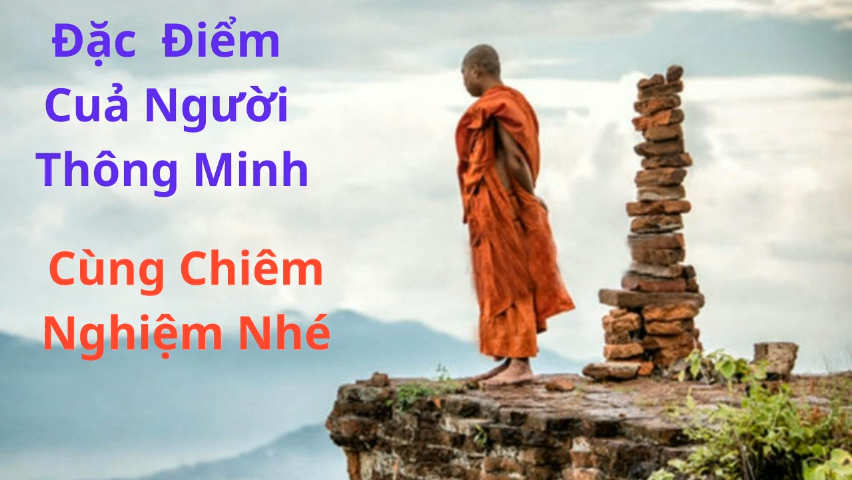 Đặc Điểm
Cuả Người
Thông Minh
Cùng Chiêm
Nghiệm Nhé